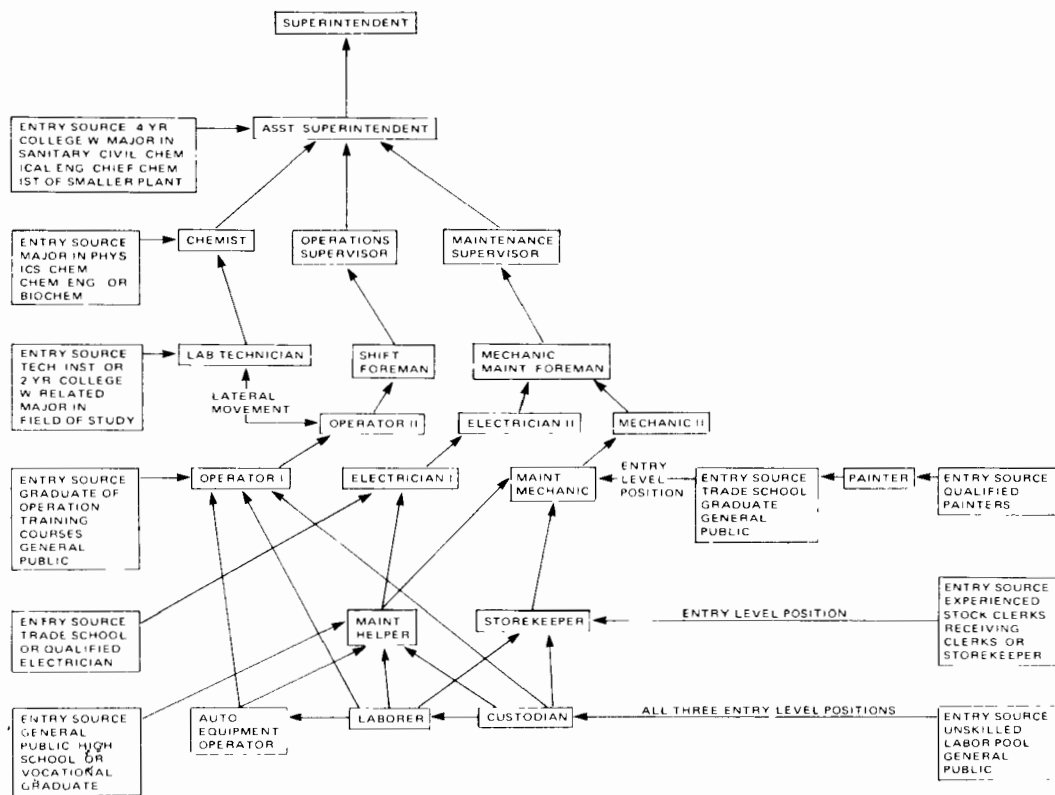 SUPERINTENDENT
ENTRY SOURCE 4 YR
COLLEGE W MAJOR IN
SANITARY CIVIL CHEM
ICAL ENG CHIEF CHEM
IST OF SMALLER PLANT
ASST SUPERINTENDENT
ENTRY SOURCE
MAJOR IN PHYS
ICS CHEM
CHEM ENG OR
BIOCHEM
CHEMIST
OPERATIONS
SUPERVISOR
MAINTENANCE
SUPERVISOR
ENTRY SOURCE
TECH INST OR
2 YR COLLEGE
W RELATED
MAJOR IN
FIELD OF STUDY
LAB TECHNICIAN
SHIFT
FOREMAN
MECHANIC
MAINT FOREMAN
LATERAL
MOVEMENT
OPERATOR II
ELECTRICIAN II
MECHANIC II
ENTRY SOURCE
GRADUATE OF
OPERATION
TRAINING
COURSES
GENERAL
PUBLIC
OPERATOR I
ELECTRICIAN I
MAINT
MECHANIC
ENTRY
LEVEL
POSITION
ENTRY SOURCE
TRADE SCHOOL
GRADUATE
GENERAL
PUBLIC
PAINTER
ENTRY SOURCE
QUALIFIED
PAINTERS
ENTRY SOURCE
TRADE SCHOOL
OR QUALIFIED
ELECTRICIAN
MAINT
HELPER
STOREKEEPER
ENTRY LEVEL POSITION
ENTRY SOURCE
EXPERIENCED
STOCK CLERKS
RECEIVING
CLERKS OR
STOREKEEPER
ENTRY SOURCE
GENERAL
PUBLIC HIGH
SCHOOL OR
VOCATIONAL
GRADUATE
AUTO
EQUIPMENT
OPERATOR
LABORER
CUSTODIAN
ALL THREE ENTRY LEVEL POSITIONS
ENTRY SOURCE
UNSKILLED
LABOR POOL
GENERAL
PUBLIC